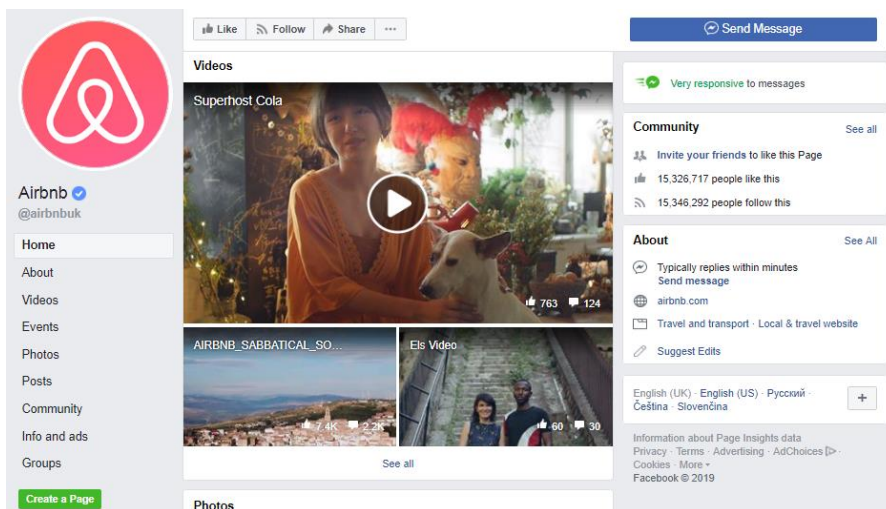 Airbnb
@airbnbuk
Home
About
Videos
Events
Photos
Posts
Community
Info and ads
Groups
Create a Page
Like
Follow
Share
Videos
Superhost Cola
763
124
AIRBNB_SABBATICAL_SO...
7.4K
2.2K
Els Video
60
30
See all
Photos
Send Message
Very responsive to messages
Community
See all
Invite your friends to like this Page
15,326,717 people like this
15,346,292 people follow this
About
See All
Typically replies within minutes
Send message
airbnb.com
Travel and transport · Local & travel website
Suggest Edits
English (UK) · English (US) · Русский ·
Čeština · Slovenčina
Information about Page Insights data
Privacy · Terms · Advertising · AdChoices ·
Cookies · More
Facebook © 2019